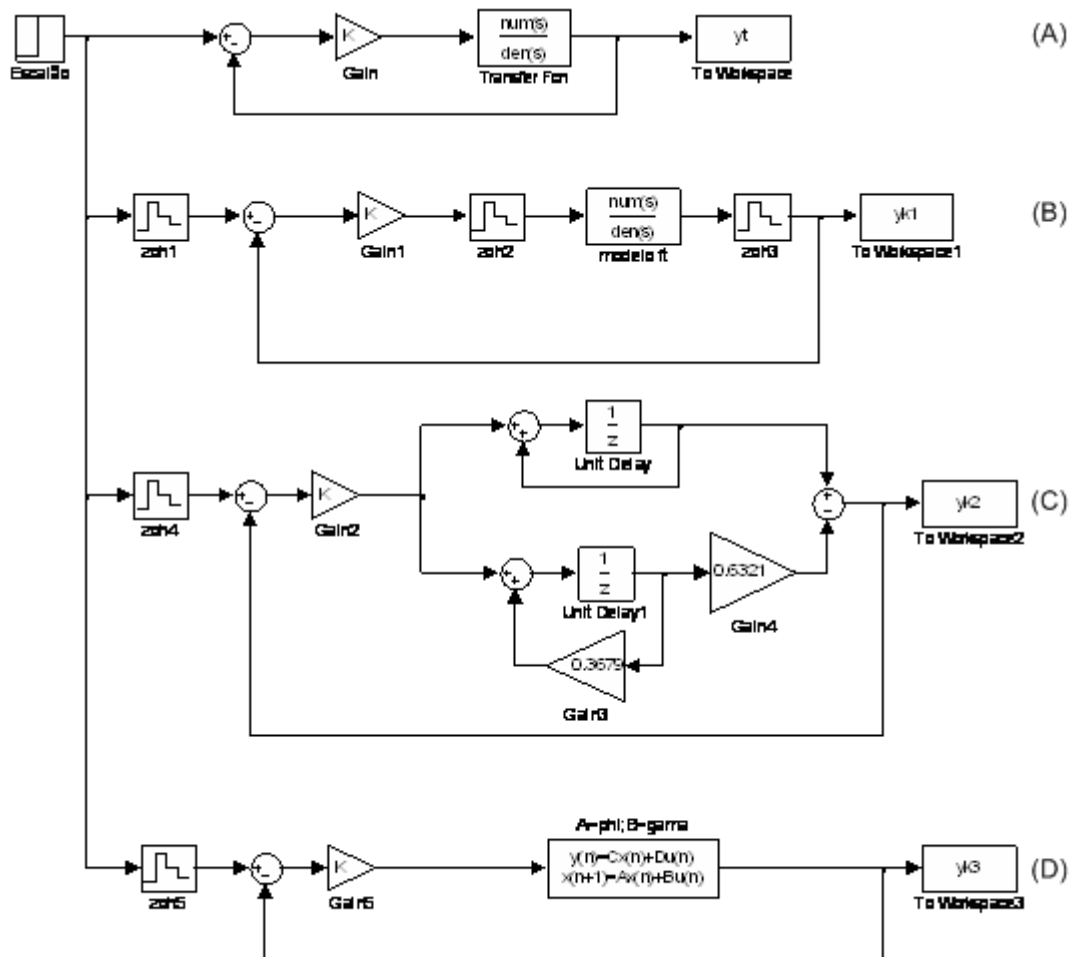 num(s)
den(s)
K
yt
(A)
Escalão
Gain
Transfer Fcn
To Workspace
num(s)
den(s)
K
yk1
(B)
zoh1
Gain1
zoh2
modelo ft
zoh3
To Workspace1
1
z
Unit Delay
K
yk2
(C)
zoh4
Gain2
To Workspace2
1
z
0.6321
Unit Delay1
Gain4
0.3679
Gain3
A=phi; B=gama
y(n)=Cx(n)+Du(n)
x(n+1)=Ax(n)+Bu(n)
K
yk3
(D)
zoh5
Gain5
To Workspace3